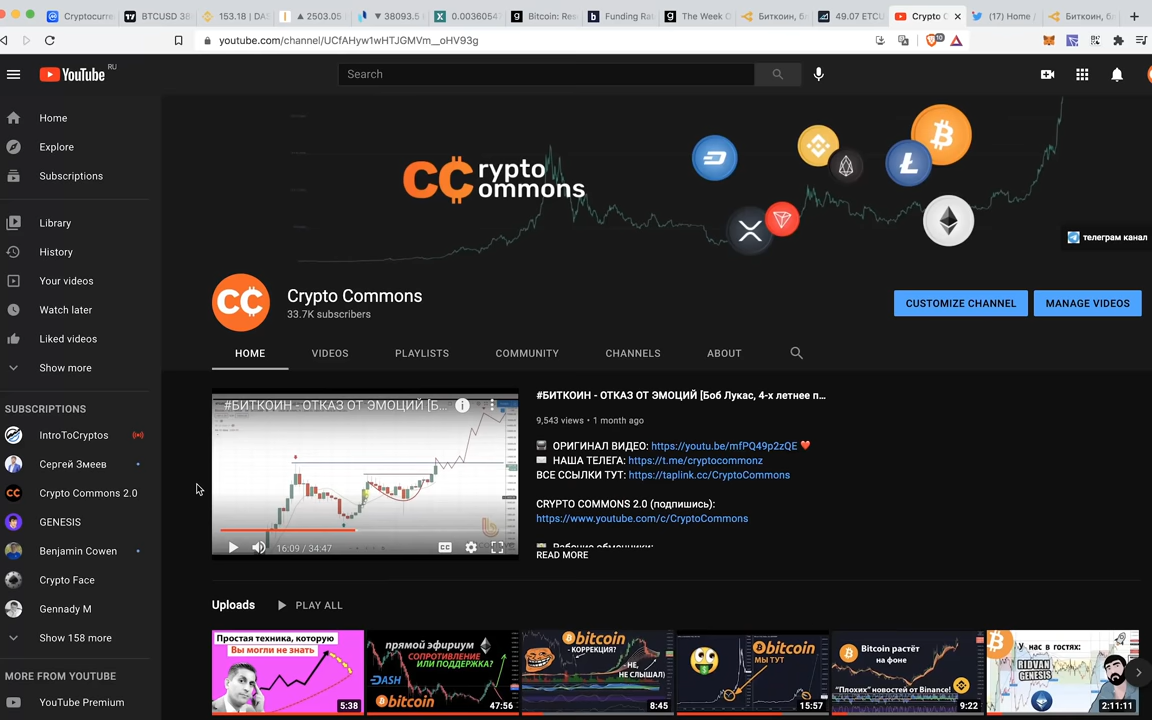 Cryptocurre
BTCUSD 38
153.18 | DA
▲ 2503.05
▼ 38093.5
0.0036054
Bitcoin: Res
Funding Ra
The Week O
Биткоин, б
49.07 ETCU
Crypto C
(17) Home
Биткоин, б
youtube.com/channel/UCfAHyw1wHTJGMVm__oHV93g
10
YouTube RU
Search
Home
Explore
Subscriptions
Library
History
Your videos
Watch later
Liked videos
Show more
SUBSCRIPTIONS
IntroToCryptos
Сергей Змеев
Crypto Commons 2.0
GENESIS
Benjamin Cowen
Crypto Face
Gennady M
Show 158 more
MORE FROM YOUTUBE
YouTube Premium
CC rypto
ommons
телеграм канал
CC
Crypto Commons
33.7K subscribers
CUSTOMIZE CHANNEL
MANAGE VIDEOS
HOME
VIDEOS
PLAYLISTS
COMMUNITY
CHANNELS
ABOUT
#БИТКОИН - ОТКАЗ ОТ ЭМОЦИЙ [Б...
16:09 / 34:47
#БИТКОИН - ОТКАЗ ОТ ЭМОЦИЙ [Боб Лукас, 4-х летнее п...
9,543 views • 1 month ago
ОРИГИНАЛ ВИДЕО: https://youtu.be/mfPQ49p2zQE ❤️
НАША ТЕЛЕГА: https://t.me/cryptocommonz
ВСЕ ССЫЛКИ ТУТ: https://taplink.cc/CryptoCommons
CRYPTO COMMONS 2.0 (подпишись):
https://www.youtube.com/c/CryptoCommons
READ MORE
Uploads
PLAY ALL
Простая техника, которую
Вы могли не знать
5:38
прямой эфириум
СОПРОТИВЛЕНИЕ
ИЛИ ПОДДЕРЖКА?
DASH
bitcoin
47:56
bitcoin
- КОРРЕКЦИЯ?
- НЕ,
НЕ СЛЫШАЛ)
8:45
bitcoin
МЫ ТУТ
15:57
Bitcoin растёт
на фоне
"Плохих" новостей от Binance!
9:22
У нас в гостях:
RIDVAN
GENESIS
2:11:11